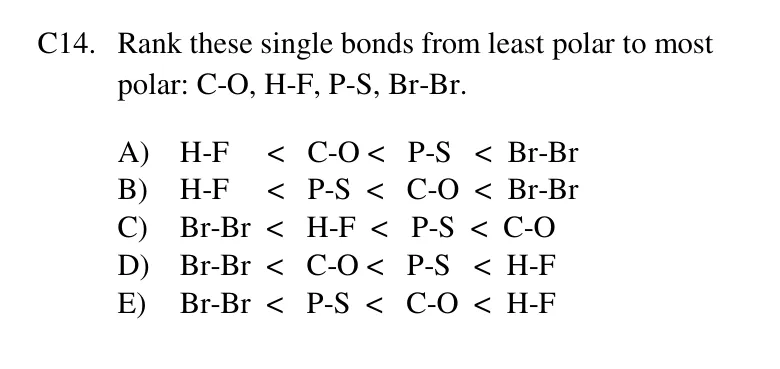 C14. Rank these single bonds from least polar to most
polar: C-O, H-F, P-S, Br-Br.
A) H-F < C-O < P-S < Br-Br
B) H-F < P-S < C-O < Br-Br
C) Br-Br < H-F < P-S < C-O
D) Br-Br < C-O < P-S < H-F
E) Br-Br < P-S < C-O < H-F